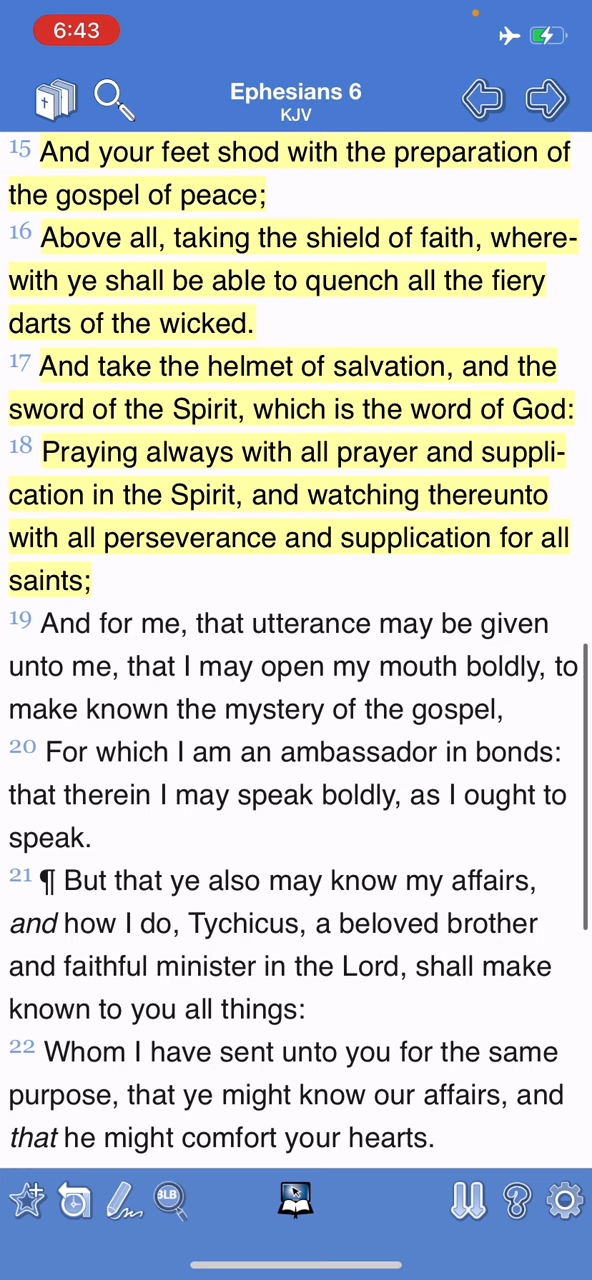 6:43
Ephesians 6
KJV
15 And your feet shod with the preparation of
the gospel of peace;
16 Above all, taking the shield of faith, where-
with ye shall be able to quench all the fiery
darts of the wicked.
17 And take the helmet of salvation, and the
sword of the Spirit, which is the word of God:
18 Praying always with all prayer and suppli-
cation in the Spirit, and watching thereunto
with all perseverance and supplication for all
saints;
19 And for me, that utterance may be given
unto me, that I may open my mouth boldly, to
make known the mystery of the gospel,
20 For which I am an ambassador in bonds:
that therein I may speak boldly, as I ought to
speak.
21 ¶ But that ye also may know my affairs,
and how I do, Tychicus, a beloved brother
and faithful minister in the Lord, shall make
known to you all things:
22 Whom I have sent unto you for the same
purpose, that ye might know our affairs, and
that he might comfort your hearts.
BLB